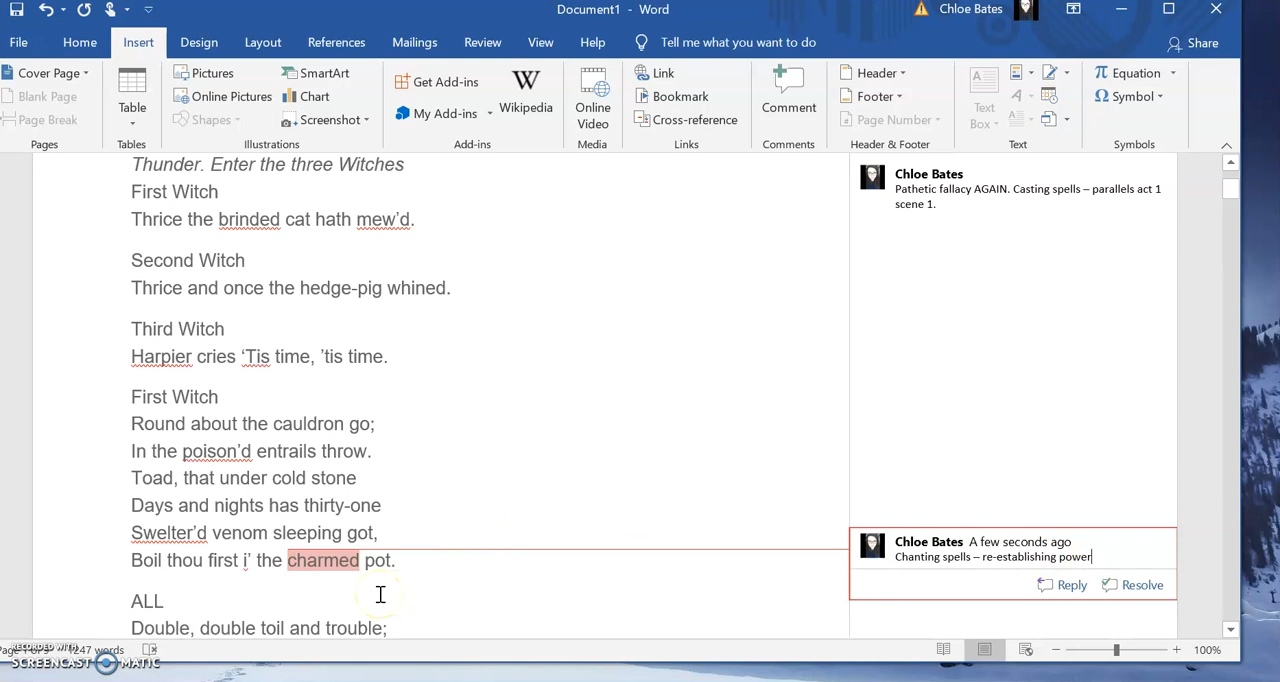 Document1 - Word
Chloe Bates
File Home Insert Design Layout References Mailings Review View Help Tell me what you want to do Share
Cover Page
Blank Page
Page Break
Pages
Table
Tables
Pictures
Online Pictures
Shapes
SmartArt
Chart
Screenshot
Illustrations
Get Add-ins
My Add-ins
W
Wikipedia
Add-ins
Online
Video
Media
Link
Bookmark
Cross-reference
Links
Comment
Comments
Header
Footer
Page Number
Header & Footer
Text
Box
Text
Equation
Symbol
Symbols
Thunder. Enter the three Witches
First Witch
Thrice the brinded cat hath mew’d.
Second Witch
Thrice and once the hedge-pig whined.
Third Witch
Harpier cries ‘Tis time, ’tis time.
First Witch
Round about the cauldron go;
In the poison’d entrails throw.
Toad, that under cold stone
Days and nights has thirty-one
Swelter’d venom sleeping got,
Boil thou first i’ the charmed pot.
ALL
Double, double toil and trouble;
Chloe Bates
Pathetic fallacy AGAIN. Casting spells – parallels act 1
scene 1.
Chloe Bates A few seconds ago
Chanting spells – re-establishing power
Reply Resolve
1247 words
100%
RECORDED WITH
SCREENCAST MATIC